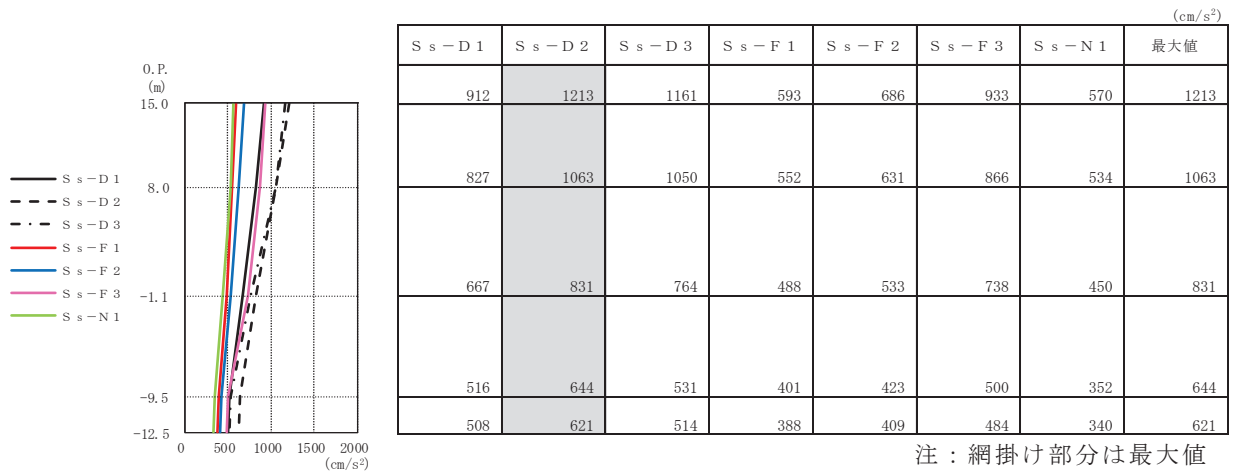 (cm/s²)
Ss－D1 Ss－D2 Ss－D3 Ss－F1 Ss－F2 Ss－F3 Ss－N1 最大値
912 1213 1161 593 686 933 570 1213
827 1063 1050 552 631 866 534 1063
667 831 764 488 533 738 450 831
516 644 531 401 423 500 352 644
508 621 514 388 409 484 340 621
注：網掛け部分は最大値
O.P.
(m)
15.0
8.0
-1.1
-9.5
-12.5
0 500 1000 1500 2000
(cm/s²)
Ss－D1
Ss－D2
Ss－D3
Ss－F1
Ss－F2
Ss－F3
Ss－N1